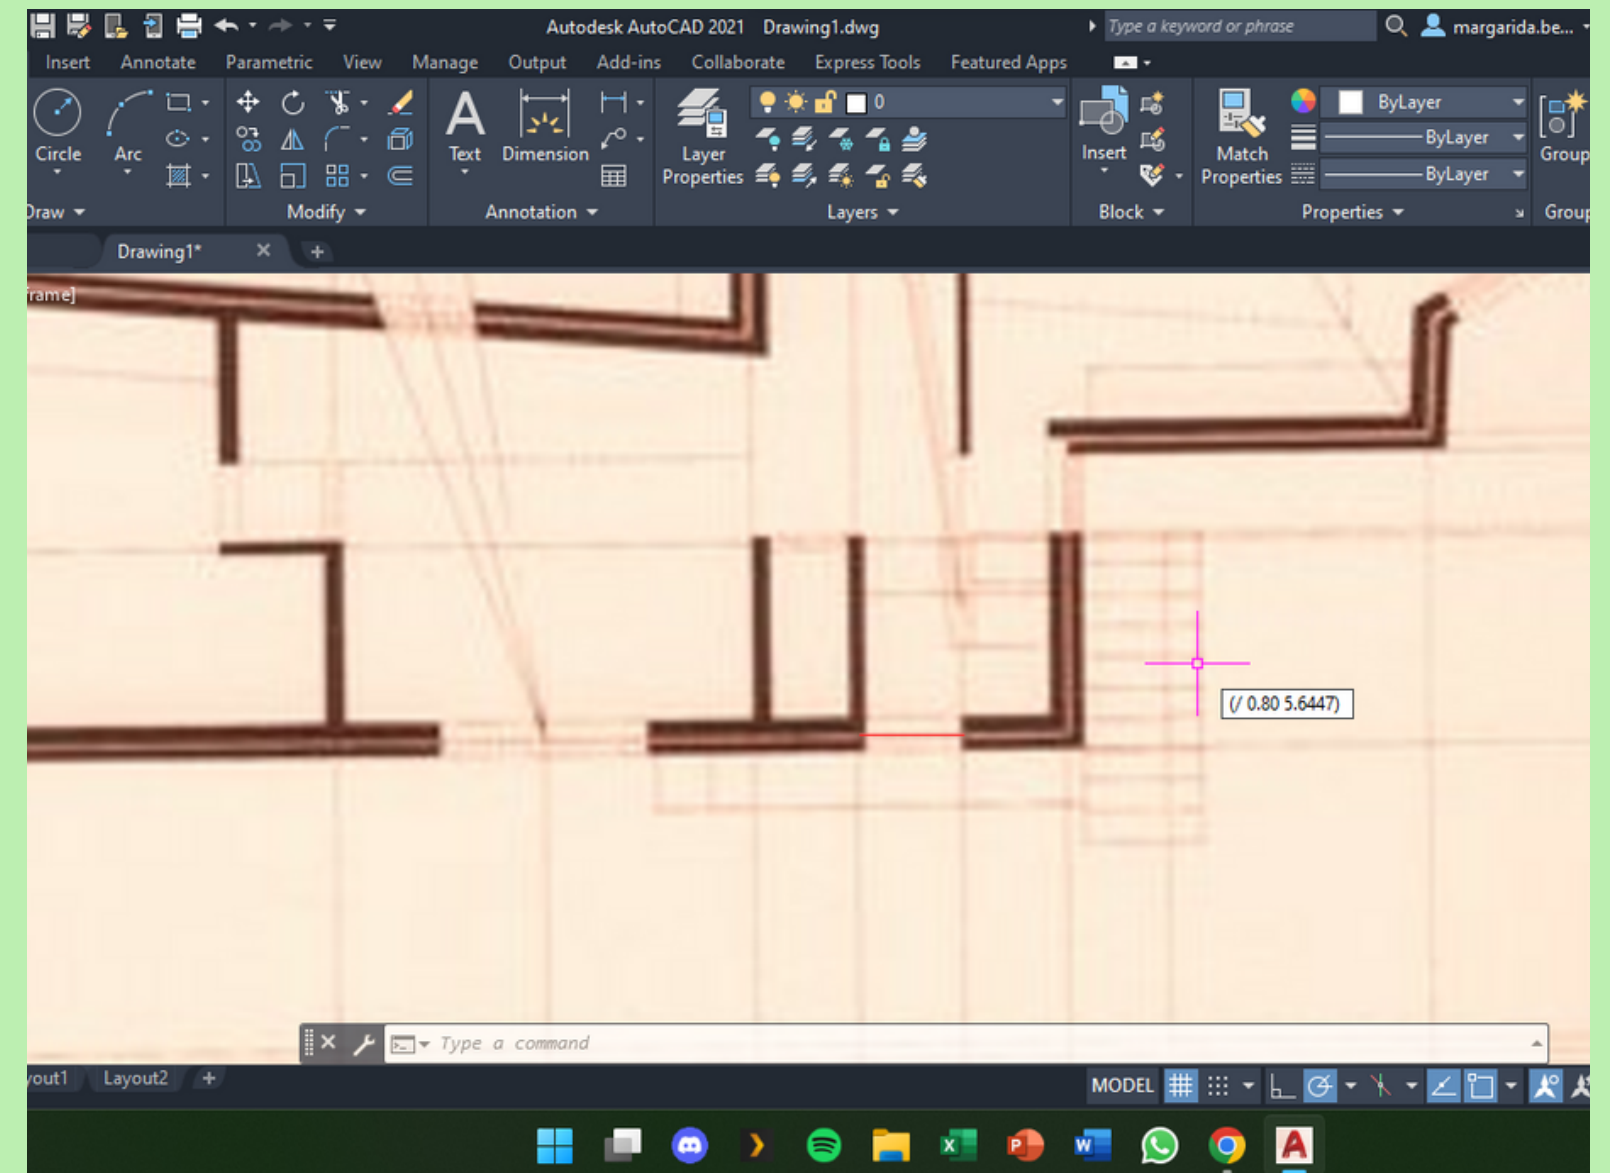 Autodesk AutoCAD 2021 Drawing1.dwg Type a keyword or phrase margarida.be...
Insert Annotate Parametric View Manage Output Add-ins Collaborate Express Tools Featured Apps
0 ByLayer
ByLayer
Circle Arc Text Dimension Layer Properties Insert Match Properties ByLayer Group
Draw Modify Annotation Layers Block Properties Group
Drawing1*
rame]
(/ 0.80 5.6447)
Type a command
yout1 Layout2 + MODEL